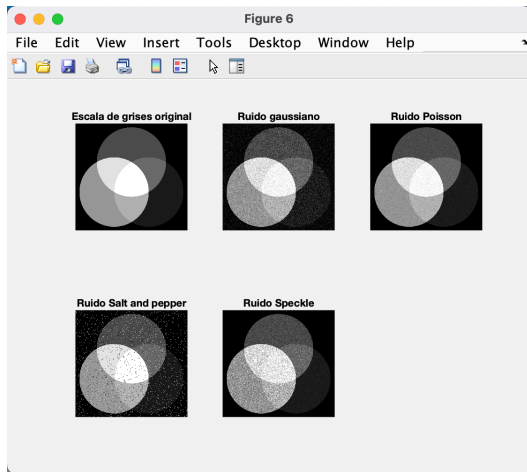 Figure 6
File Edit View Insert Tools Desktop Window Help
Escala de grises original Ruido gaussiano Ruido Poisson
Ruido Salt and pepper Ruido Speckle